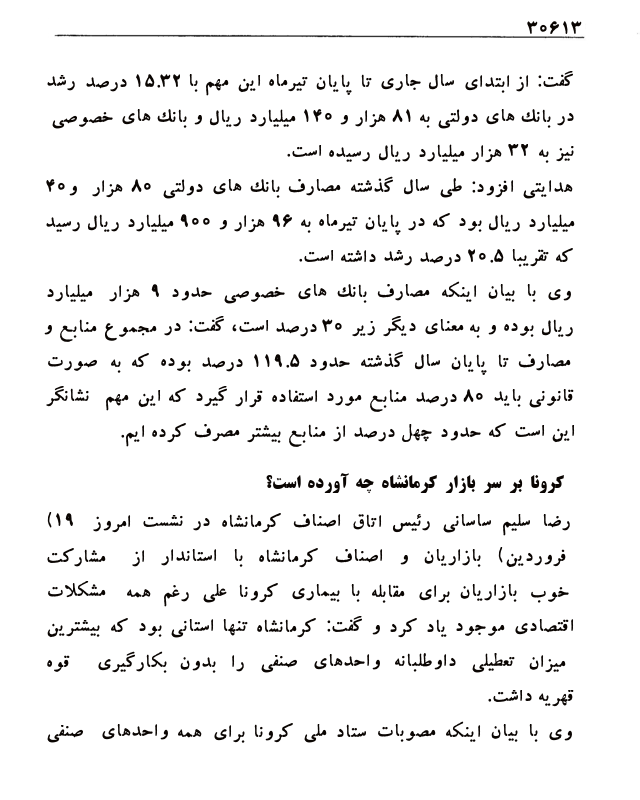 ۳۰۶۱۳
گفت: از ابتدای سال جاری تا پایان تیرماه این مهم با ۱۵.۳۲ درصد رشد
در بانک های دولتی به ۸۱ هزار و ۱۴۰ میلیارد ریال و بانک های خصوصی
نیز به ۳۲ هزار میلیارد ریال رسیده است.
هدایتی افزود: طی سال گذشته مصارف بانک های دولتی ۸۰ هزار و۴۰
میلیارد ریال بود که در پایان تیرماه به ۹۶ هزار و ۹۰۰ میلیارد ریال رسید
که تقریبا ۲۰.۵ درصد رشد داشته است.
وی با بیان اینکه مصارف بانک های خصوصی حدود ۹ هزار میلیارد
ریال بوده و به معنای دیگر زیر ۳۰ درصد است، گفت: در مجموع منابع و
مصارف تا پایان سال گذشته حدود ۱۱۹.۵ درصد بوده که به صورت
قانونی باید ۸۰ درصد منابع مورد استفاده قرار گیرد که این مهم نشانگر
این است که حدود چهل درصد از منابع بیشتر مصرف کرده ایم.
کرونا بر سر بازار کرمانشاه چه آورده است؟
رضا سلیم ساسانی رئیس اتاق اصناف کرمانشاه در نشست امروز (۱۹
فروردین) بازاریان و اصناف کرمانشاه با استاندار از مشارکت
خوب بازاریان برای مقابله با بیماری کرونا علی رغم همه مشکلات
اقتصادی موجود یاد کرد و گفت: کرمانشاه تنها استانی بود که بیشترین
میزان تعطیلی داوطلبانه واحدهای صنفی را بدون بکارگیری قوه
قهریه داشت.
وی با بیان اینکه مصوبات ستاد ملی کرونا برای همه واحدهای صنفی